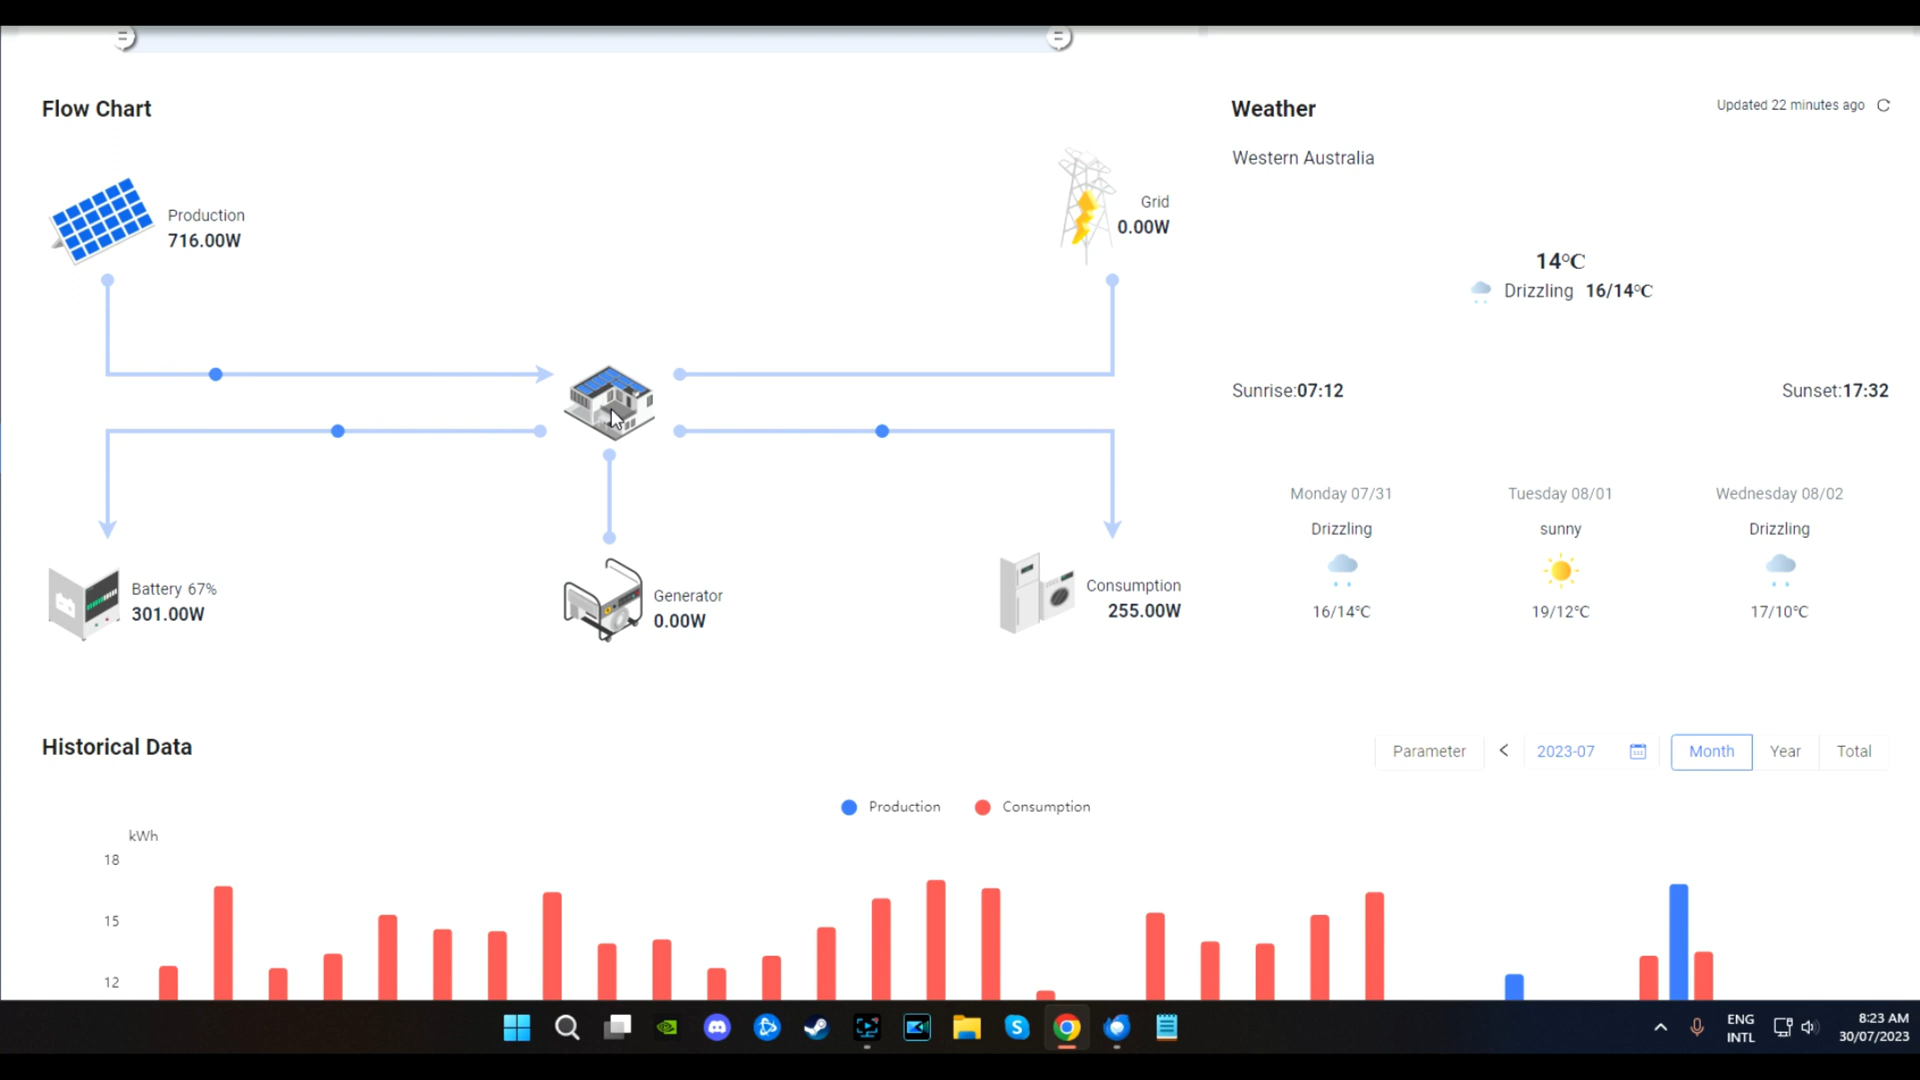 Flow Chart
Production
716.00W
Grid
0.00W
Battery 67%
301.00W
Generator
0.00W
Consumption
255.00W
Weather
Updated 22 minutes ago
Western Australia
14°C
Drizzling 16/14°C
Sunrise:07:12
Sunset:17:32
Monday 07/31
Drizzling
16/14°C
Tuesday 08/01
sunny
19/12°C
Wednesday 08/02
Drizzling
17/10°C
Historical Data
Parameter < 2023-07 Month Year Total
Production Consumption
kWh
18
15
12
ENG
INTL
8:23 AM
30/07/2023